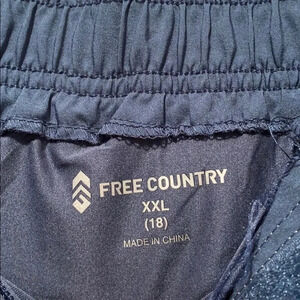 FREE COUNTRY
XXL
(18)
MADE IN CHINA